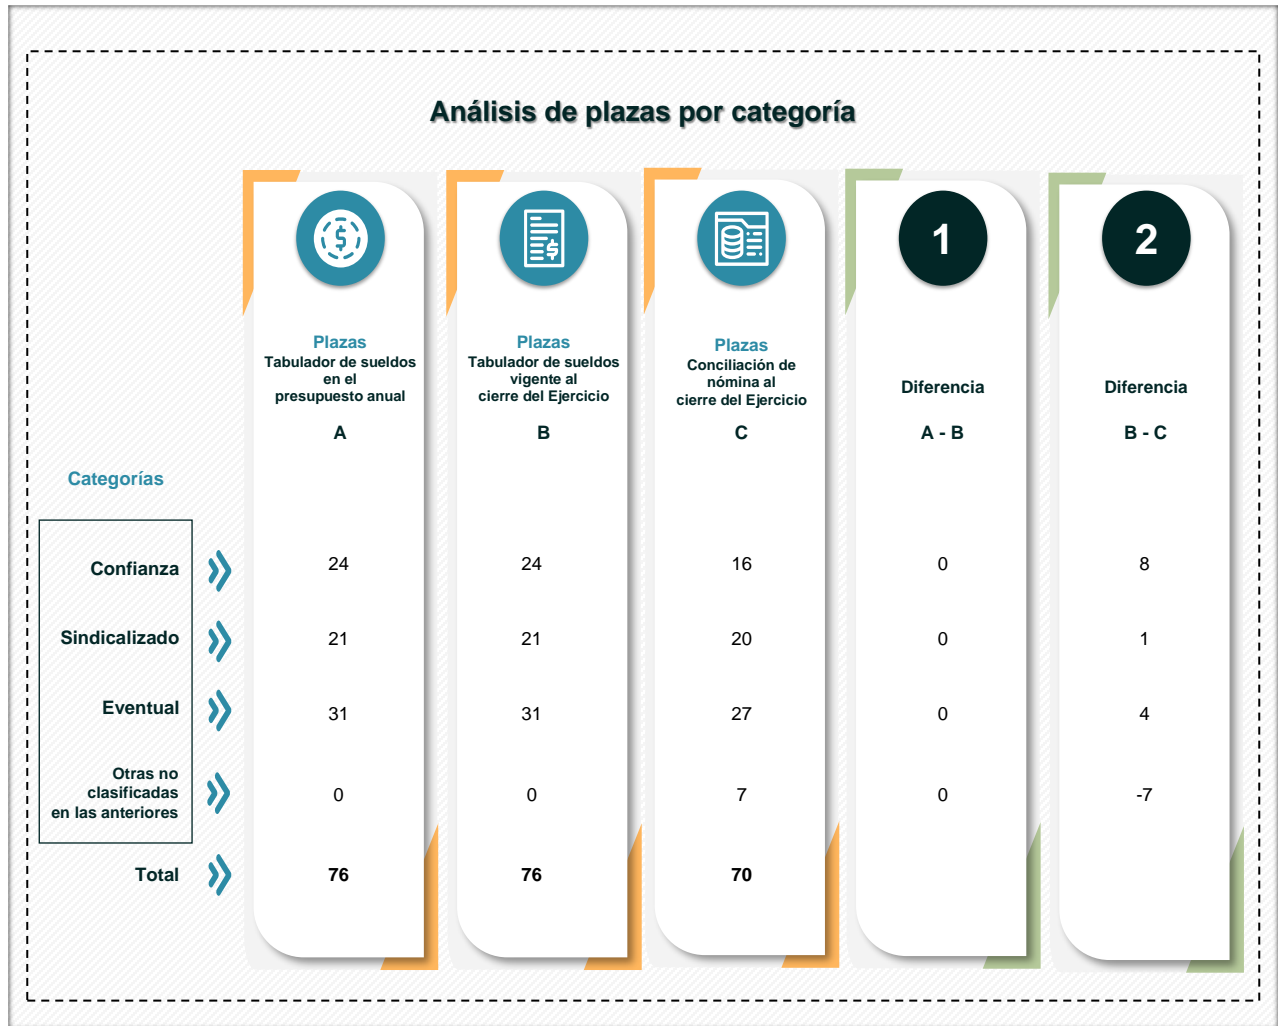 Análisis de plazas por categoría
1
2
Plazas
Tabulador de sueldos
en el
presupuesto anual
A
Plazas
Tabulador de sueldos
vigente al
cierre del Ejercicio
B
Plazas
Conciliación de
nómina al
cierre del Ejercicio
C
Diferencia
A - B
Diferencia
B - C
Categorías
Confianza 24 24 16 0 8
Sindicalizado 21 21 20 0 1
Eventual 31 31 27 0 4
Otras no
clasificadas
en las anteriores
0 0 7 0 -7
Total 76 76 70